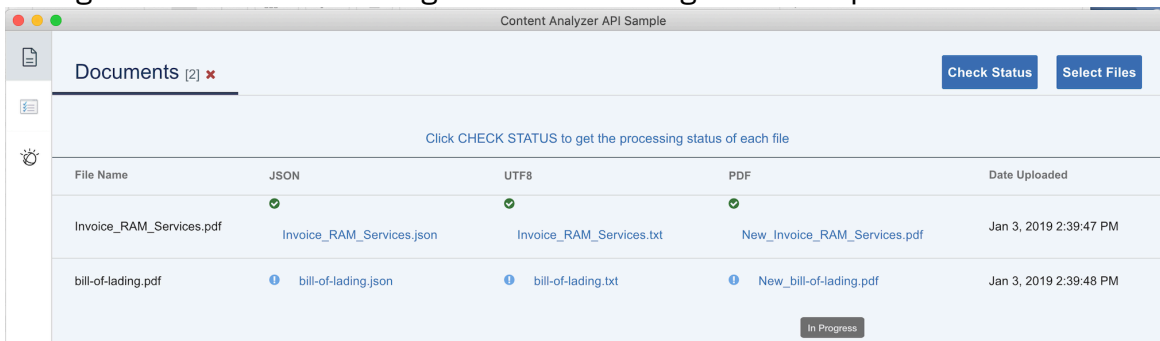 Content Analyzer API Sample
Documents [2]
Check Status
Select Files
Click CHECK STATUS to get the processing status of each file
File Name JSON UTF8 PDF Date Uploaded
Invoice_RAM_Services.pdf Invoice_RAM_Services.json Invoice_RAM_Services.txt New_Invoice_RAM_Services.pdf Jan 3, 2019 2:39:47 PM
bill-of-lading.pdf bill-of-lading.json bill-of-lading.txt New_bill-of-lading.pdf Jan 3, 2019 2:39:48 PM
In Progress